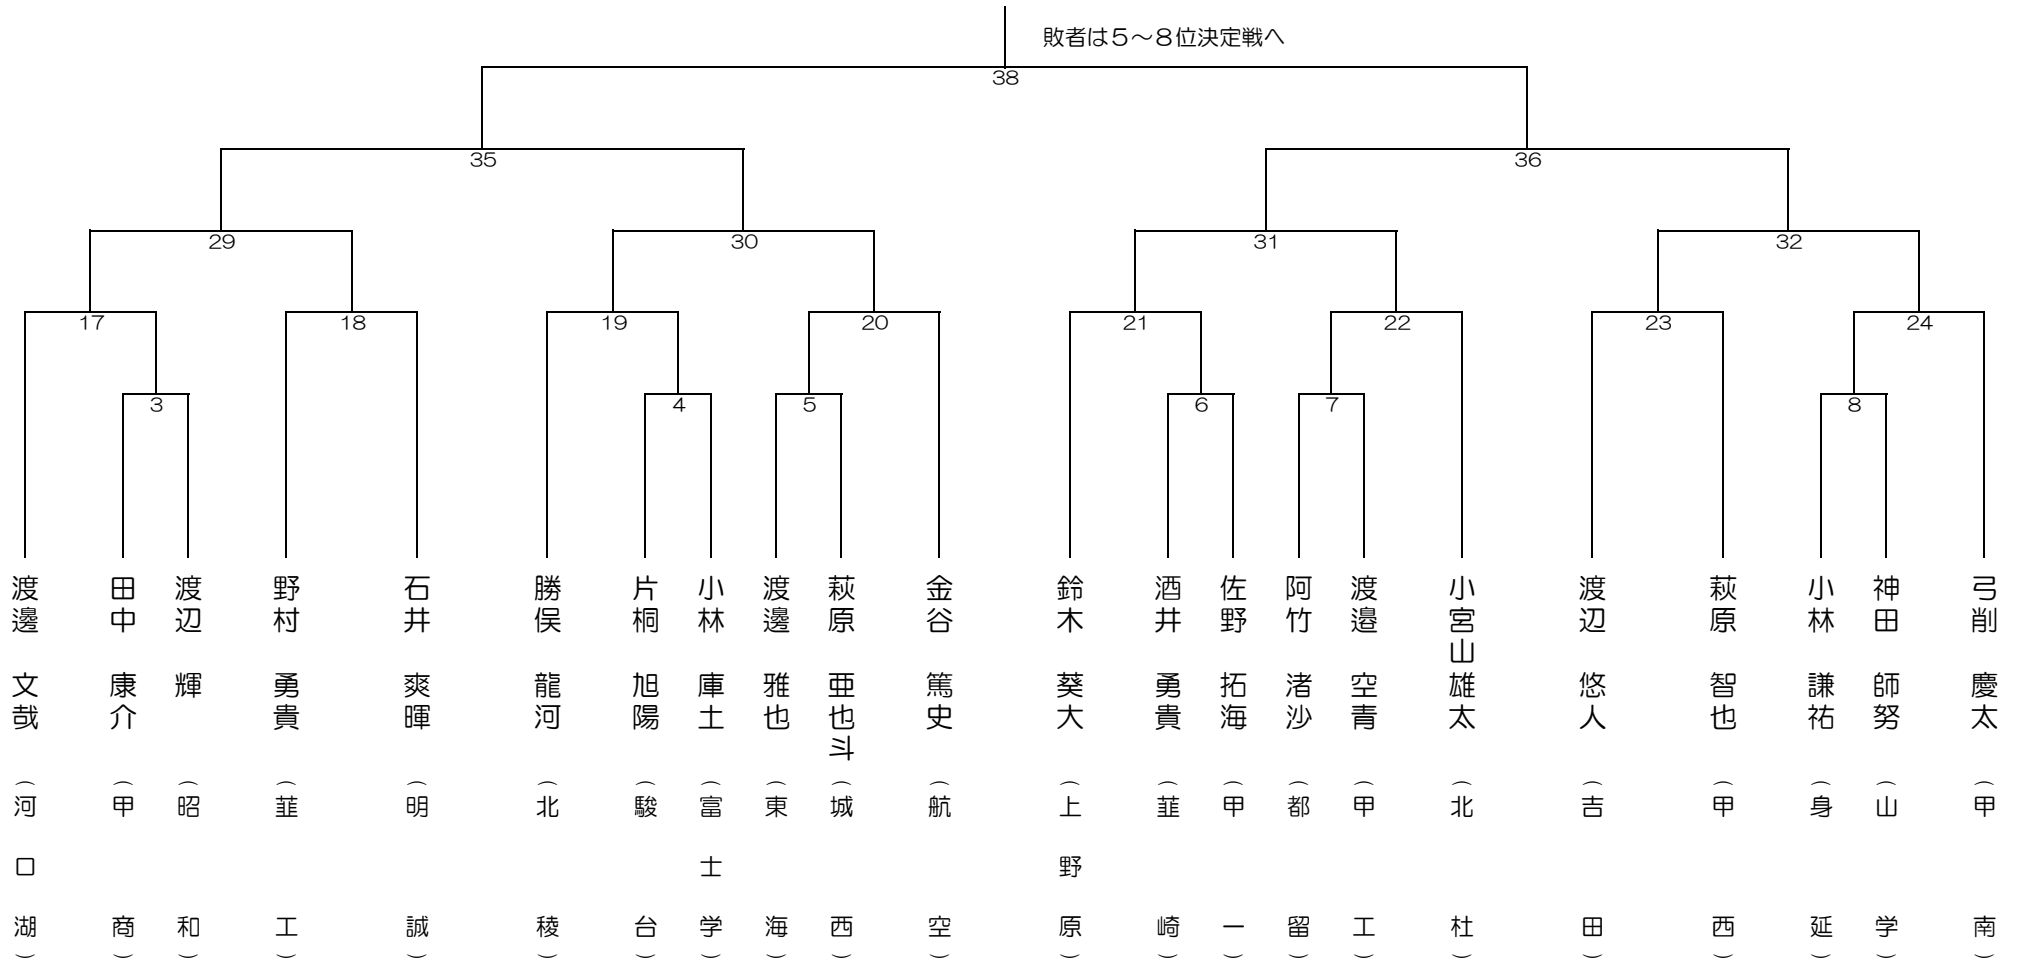 敗者は５～８位決定戦へ
38
35
36
29
30
31
32
17
18
19
20
21
22
23
24
3
4
5
6
7
8
渡邊 文哉 （河口湖）
田中 康介 （甲商）
渡辺 輝 （昭和）
野村 勇貴 （韮工）
石井 爽暉 （明誠）
勝俣 龍河 （北稜）
片桐 旭陽 （駿台）
小林 庫土 （富士学）
渡邊 雅也 （東海）
萩原 亜也斗 （城西）
金谷 篤史 （航空）
鈴木 葵大 （上野原）
酒井 勇貴 （韮崎）
佐野 拓海 （甲一）
阿竹 渚沙 （都留）
渡邉 空青 （甲工）
小宮山 雄太 （北杜）
渡辺 悠人 （吉田）
萩原 智也 （甲西）
小林 謙祐 （身延）
神田 師努 （山学）
弓削 慶太 （甲南）